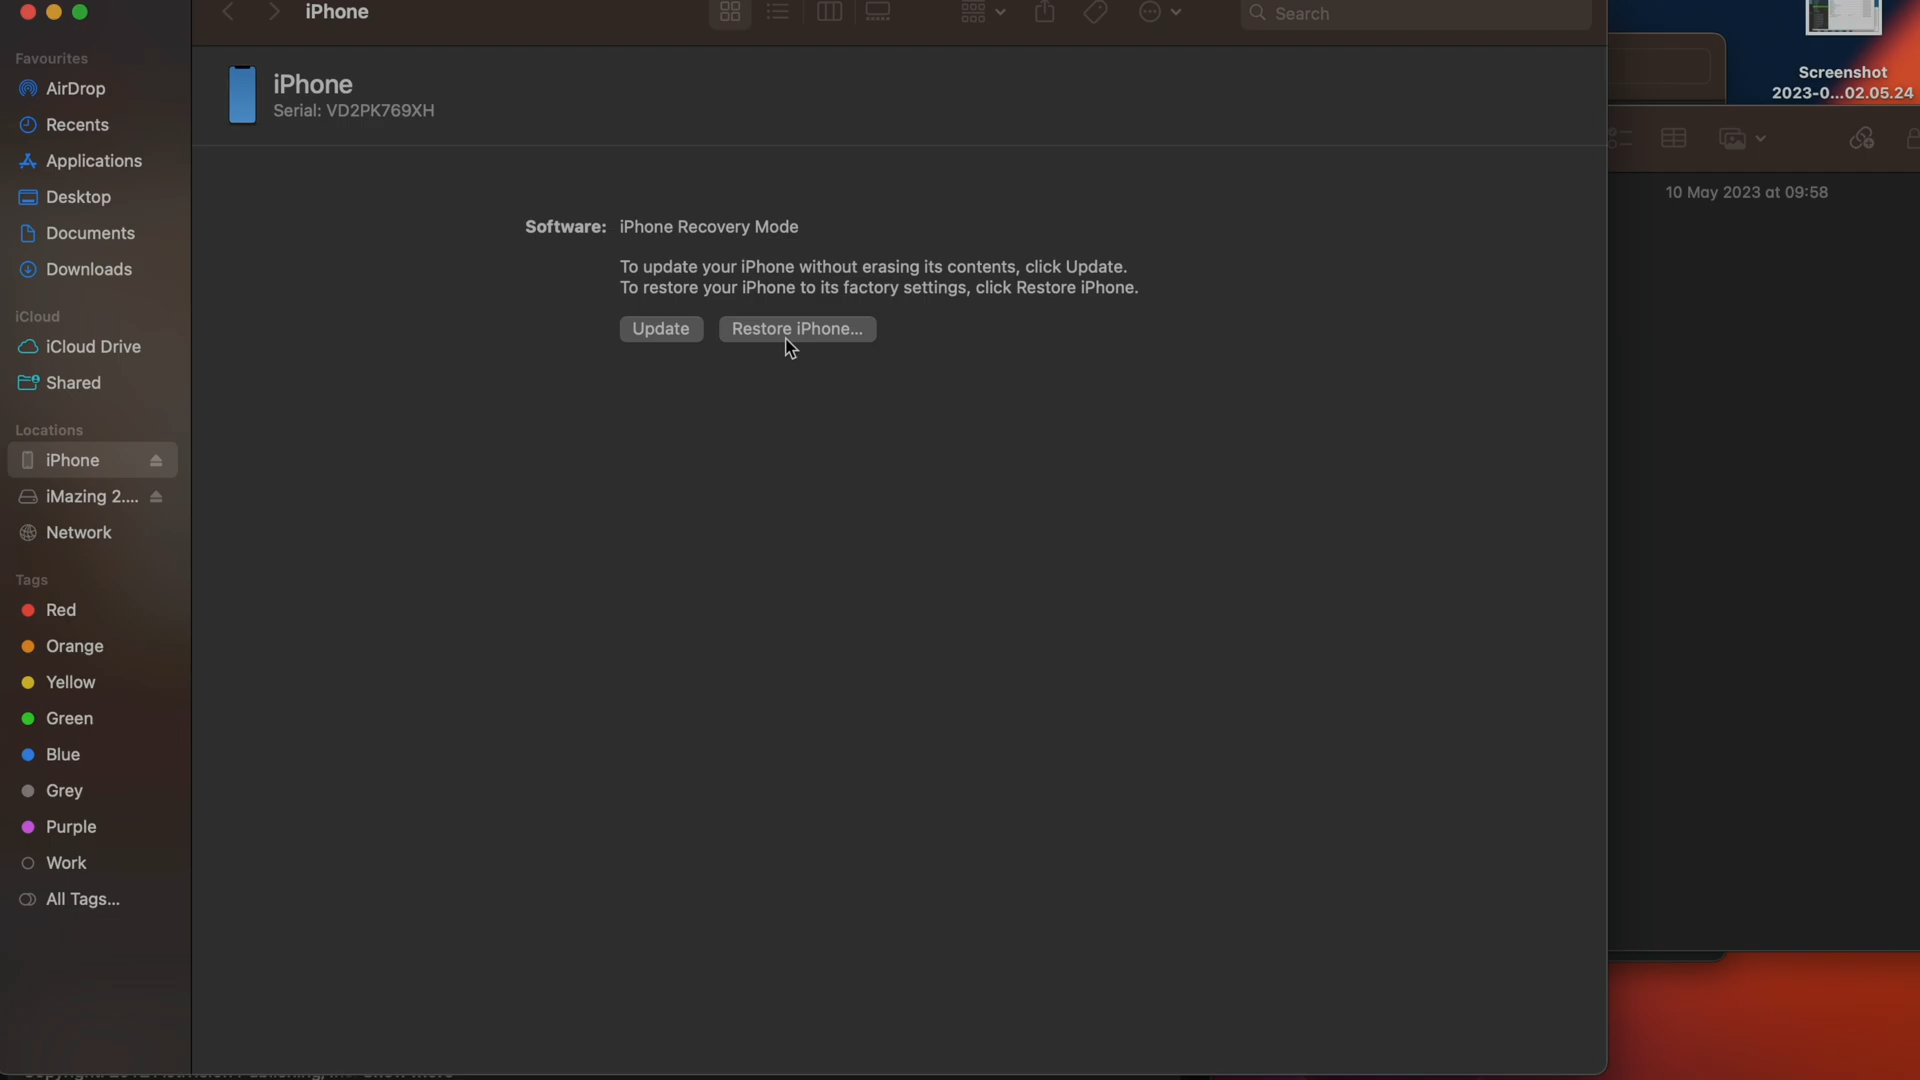 iPhone
Search
Favourites
AirDrop
Recents
Applications
Desktop
Documents
Downloads
iCloud
iCloud Drive
Shared
Locations
iPhone
iMazing 2....
Network
Tags
Red
Orange
Yellow
Green
Blue
Grey
Purple
Work
All Tags...
iPhone
Serial: VD2PK769XH
Software: iPhone Recovery Mode
To update your iPhone without erasing its contents, click Update.
To restore your iPhone to its factory settings, click Restore iPhone.
Update
Restore iPhone...
Screenshot
2023-0...02.05.24
10 May 2023 at 09:58